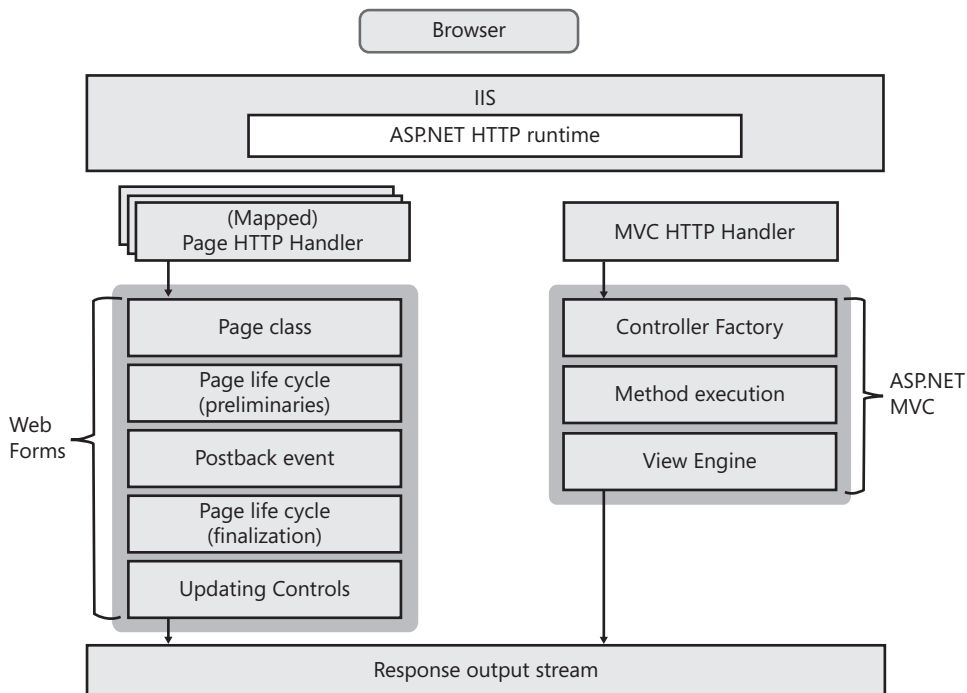 Browser
IIS
ASP.NET HTTP runtime
(Mapped)
Page HTTP Handler
MVC HTTP Handler
Web
Forms
Page class
Page life cycle
(preliminaries)
Postback event
Page life cycle
(finalization)
Updating Controls
Controller Factory
Method execution
View Engine
ASP.NET
MVC
Response output stream